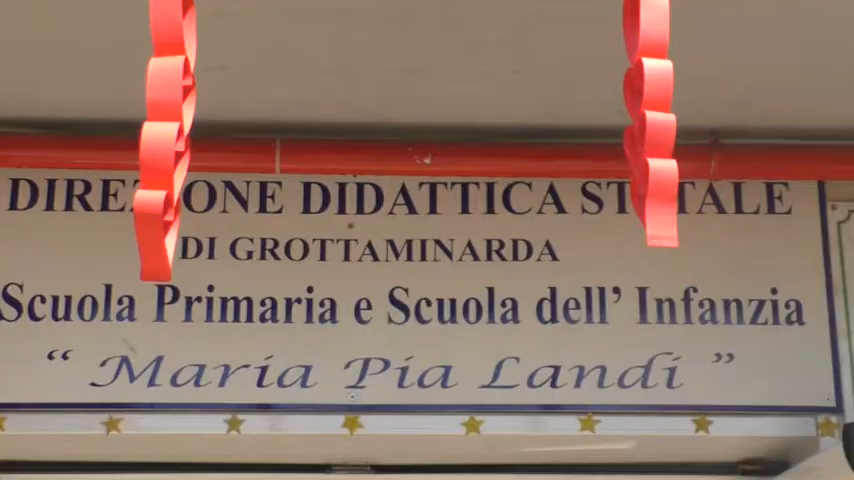 DIREZIONE DIDATTICA STATALE
DI GROTTAMINARDA
Scuola Primaria e Scuola dell'Infanzia
“ Maria Pia Landi ”